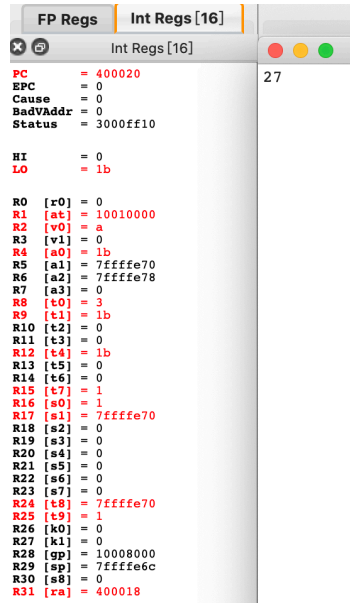 FP Regs Int Regs [16]
Int Regs [16]
27
PC = 400020
EPC = 0
Cause = 0
BadVAddr = 0
Status = 3000ff10
HI = 0
LO = 1b
R0 [r0] = 0
R1 [at] = 10010000
R2 [v0] = a
R3 [v1] = 0
R4 [a0] = 1b
R5 [a1] = 7ffffe70
R6 [a2] = 7ffffe78
R7 [a3] = 0
R8 [t0] = 3
R9 [t1] = 1b
R10 [t2] = 0
R11 [t3] = 0
R12 [t4] = 1b
R13 [t5] = 0
R14 [t6] = 0
R15 [t7] = 1
R16 [s0] = 1
R17 [s1] = 7ffffe70
R18 [s2] = 0
R19 [s3] = 0
R20 [s4] = 0
R21 [s5] = 0
R22 [s6] = 0
R23 [s7] = 0
R24 [t8] = 7ffffe70
R25 [t9] = 1
R26 [k0] = 0
R27 [k1] = 0
R28 [gp] = 10008000
R29 [sp] = 7ffffe6c
R30 [s8] = 0
R31 [ra] = 400018